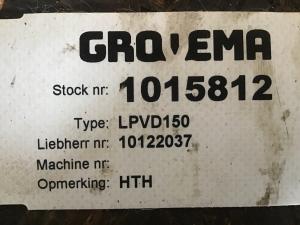 GROVEMA
Stock nr: 1015812
Type: LPVD150
Liebherr nr: 10122037
Machine nr:
Opmerking: HTH